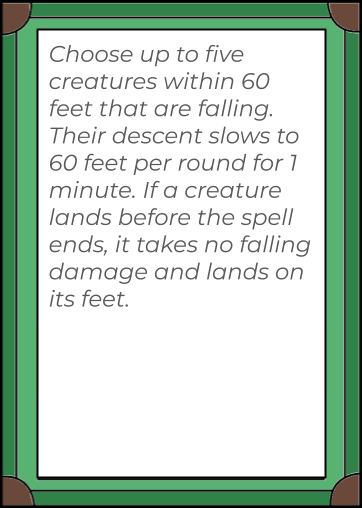 Choose up to five
creatures within 60
feet that are falling.
Their descent slows to
60 feet per round for 1
minute. If a creature
lands before the spell
ends, it takes no falling
damage and lands on
its feet.